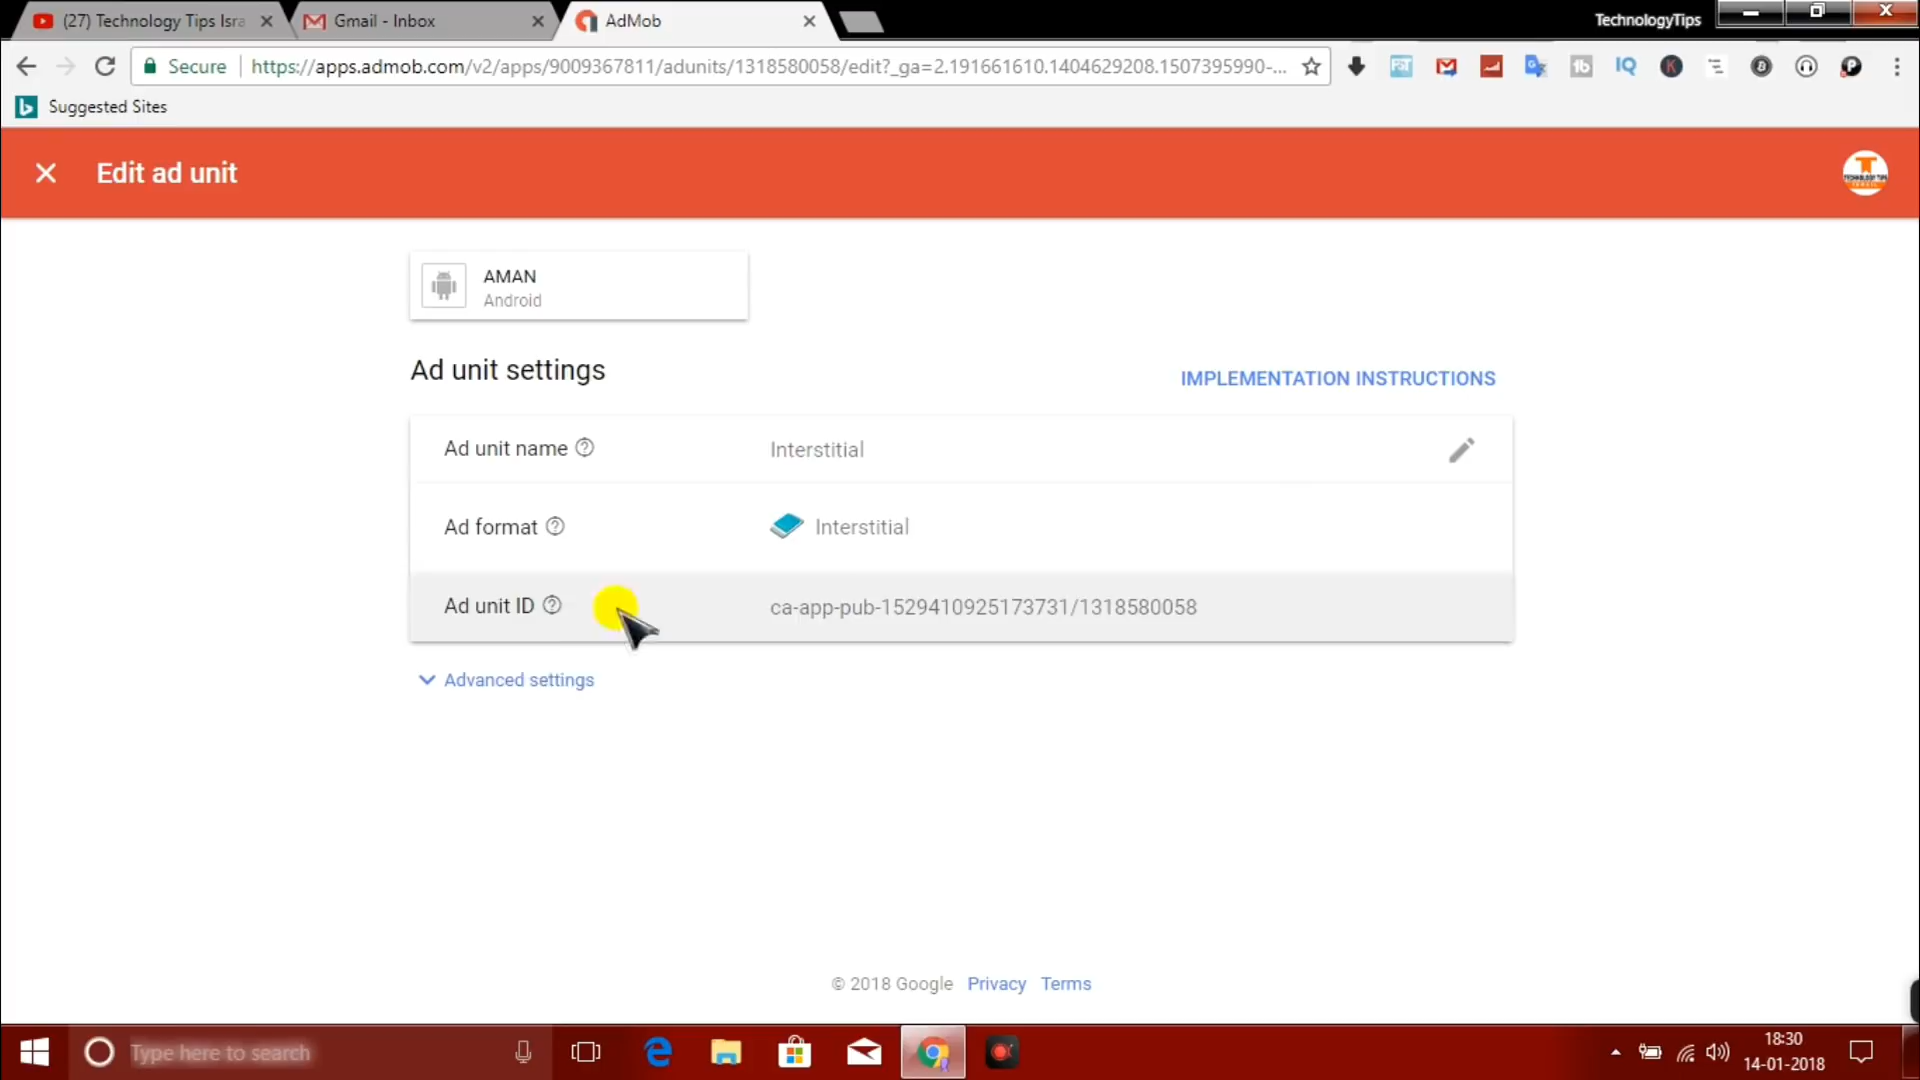 (27) Technology Tips Isra
Gmail - Inbox
AdMob
TechnologyTips
Secure
https://apps.admob.com/v2/apps/9009367811/adunits/1318580058/edit?_ga=2.191661610.1404629208.1507395990-...
Suggested Sites
Edit ad unit
AMAN
Android
Ad unit settings
IMPLEMENTATION INSTRUCTIONS
Ad unit name
Interstitial
Ad format
Interstitial
Ad unit ID
ca-app-pub-1529410925173731/1318580058
Advanced settings
© 2018 Google Privacy Terms
Type here to search
18:30
14-01-2018